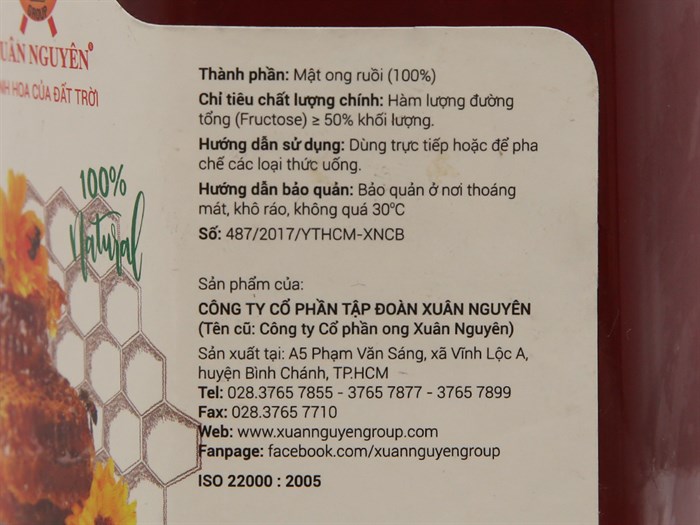 GROUP
UÂN NGUYÊN®
NH HOA CỦA ĐẤT TRỜI
100%
Natural
Thành phần: Mật ong ruồi (100%)
Chỉ tiêu chất lượng chính: Hàm lượng đường
tổng (Fructose) ≥ 50% khối lượng.
Hướng dẫn sử dụng: Dùng trực tiếp hoặc để pha
chế các loại thức uống.
Hướng dẫn bảo quản: Bảo quản ở nơi thoáng
mát, khô ráo, không quá 30°C
Số: 487/2017/YTHCM-XNCB
Sản phẩm của:
CÔNG TY CỔ PHẦN TẬP ĐOÀN XUÂN NGUYÊN
(Tên cũ: Công ty Cổ phần ong Xuân Nguyên)
Sản xuất tại: A5 Phạm Văn Sáng, xã Vĩnh Lộc A,
huyện Bình Chánh, TP.HCM
Tel: 028.3765 7855 - 3765 7877 - 3765 7899
Fax: 028.3765 7710
Web: www.xuannguyengroup.com
Fanpage: facebook.com/xuannguyengroup
ISO 22000 : 2005